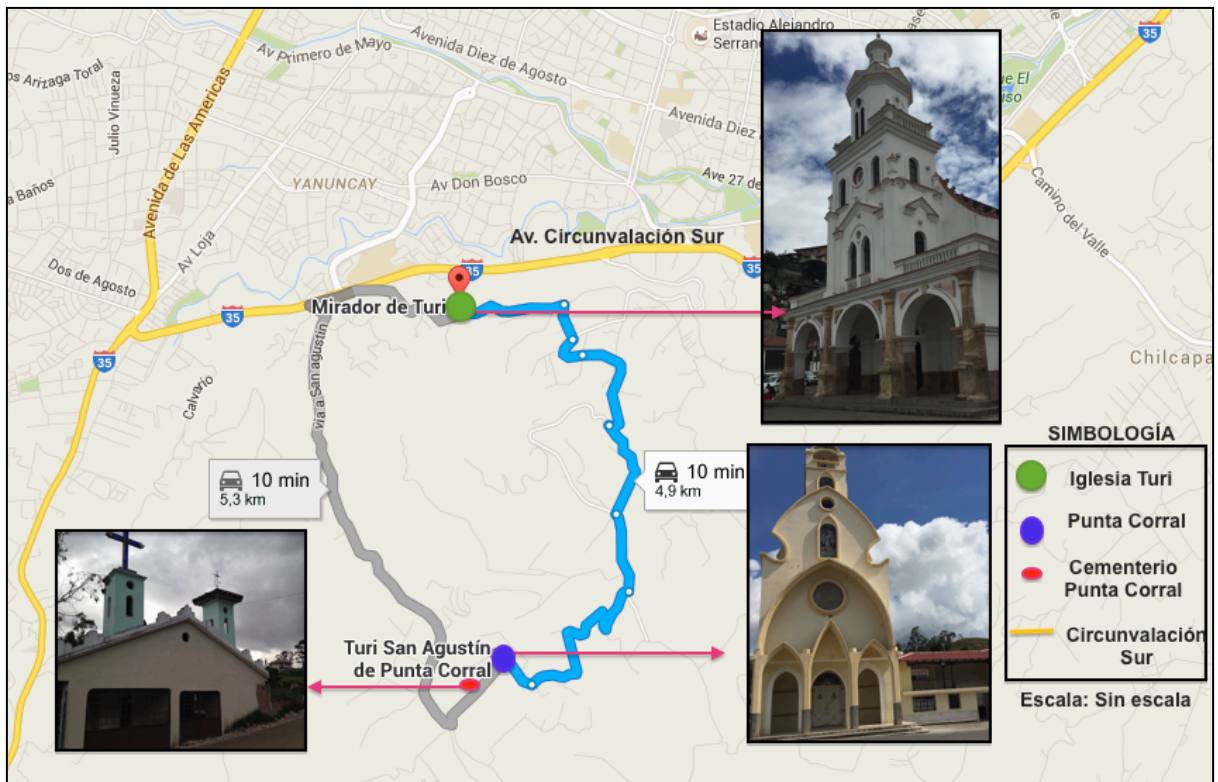 Estadio Alejandro
Serran
35
Av Primero de Mayo
Avenida Diez de Agosto
os Arizaga Toral
Julio Vinueza
Avenida de Las Americas
Avenida Diez d
YANUNCAY
Av Don Bosco
Ave 27 de
a Baños
Av Loja
Camino del Valle
Av. Circunvalación Sur
Dos de Agosto
35
35
Mirador de Turi
35
35
vía a San agustín
Calvario
Chilcapa
10 min
5,3 km
10 min
4,9 km
Turi San Agustín
de Punta Corral
SIMBOLOGÍA
Iglesia Turi
Punta Corral
Cementerio
Punta Corral
Circunvalación
Sur
Escala: Sin escala